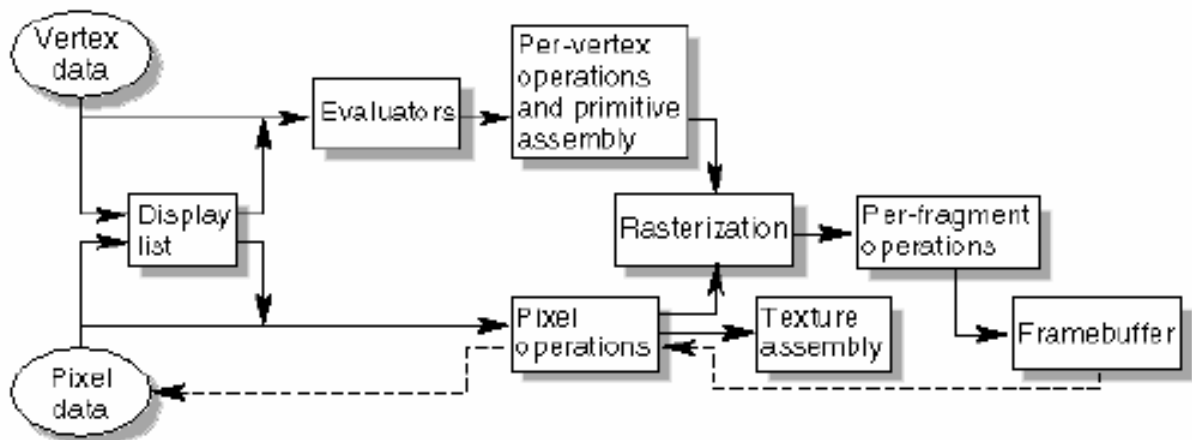 Vertex
data
Evaluators
Per-vertex
operations
and primitive
assembly
Display
list
Rasterization
Per-fragment
operations
Pixel
operations
Texture
assembly
Framebuffer
Pixel
data